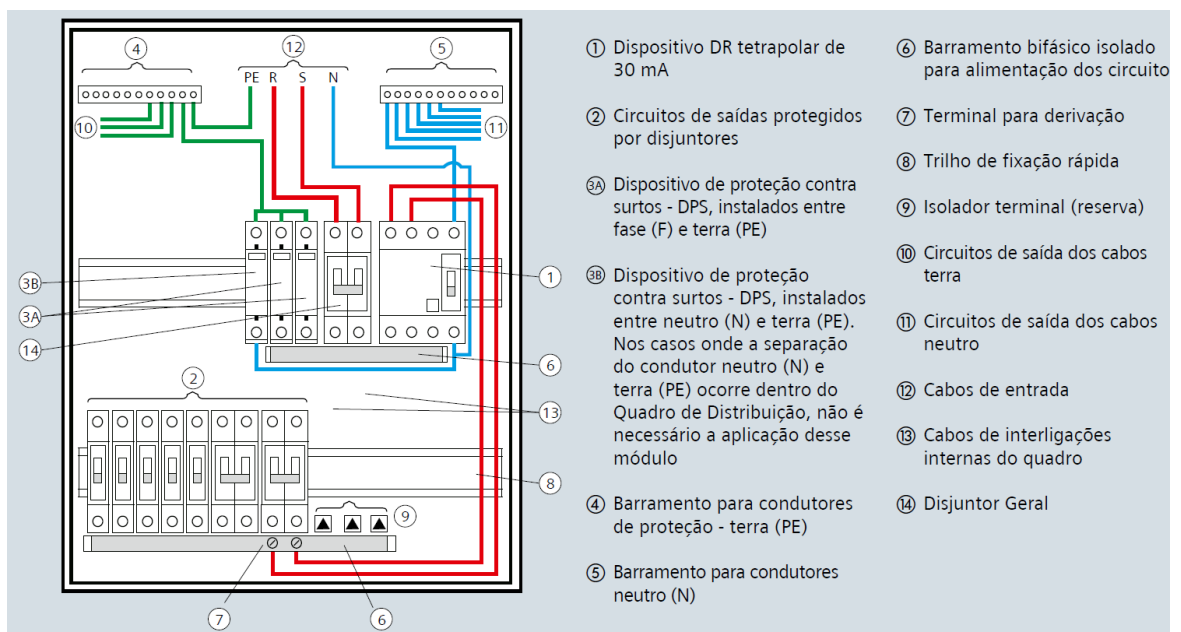 ④
⑫
⑤
PE R S N
⑩
⑪
3B
3A
⑭
①
⑥
②
⑬
⑧
⑨
⑦
⑥
① Dispositivo DR tetrapolar de
30 mA
② Circuitos de saídas protegidos
por disjuntores
3A Dispositivo de proteção contra
surtos - DPS, instalados entre
fase (F) e terra (PE)
3B Dispositivo de proteção
contra surtos - DPS, instalados
entre neutro (N) e terra (PE).
Nos casos onde a separação
do condutor neutro (N) e
terra (PE) ocorre dentro do
Quadro de Distribuição, não é
necessário a aplicação desse
módulo
④ Barramento para condutores
de proteção - terra (PE)
⑤ Barramento para condutores
neutro (N)
⑥ Barramento bifásico isolado
para alimentação dos circuito
⑦ Terminal para derivação
⑧ Trilho de fixação rápida
⑨ Isolador terminal (reserva)
⑩ Circuitos de saída dos cabos
terra
⑪ Circuitos de saída dos cabos
neutro
⑫ Cabos de entrada
⑬ Cabos de interligações
internas do quadro
⑭ Disjuntor Geral